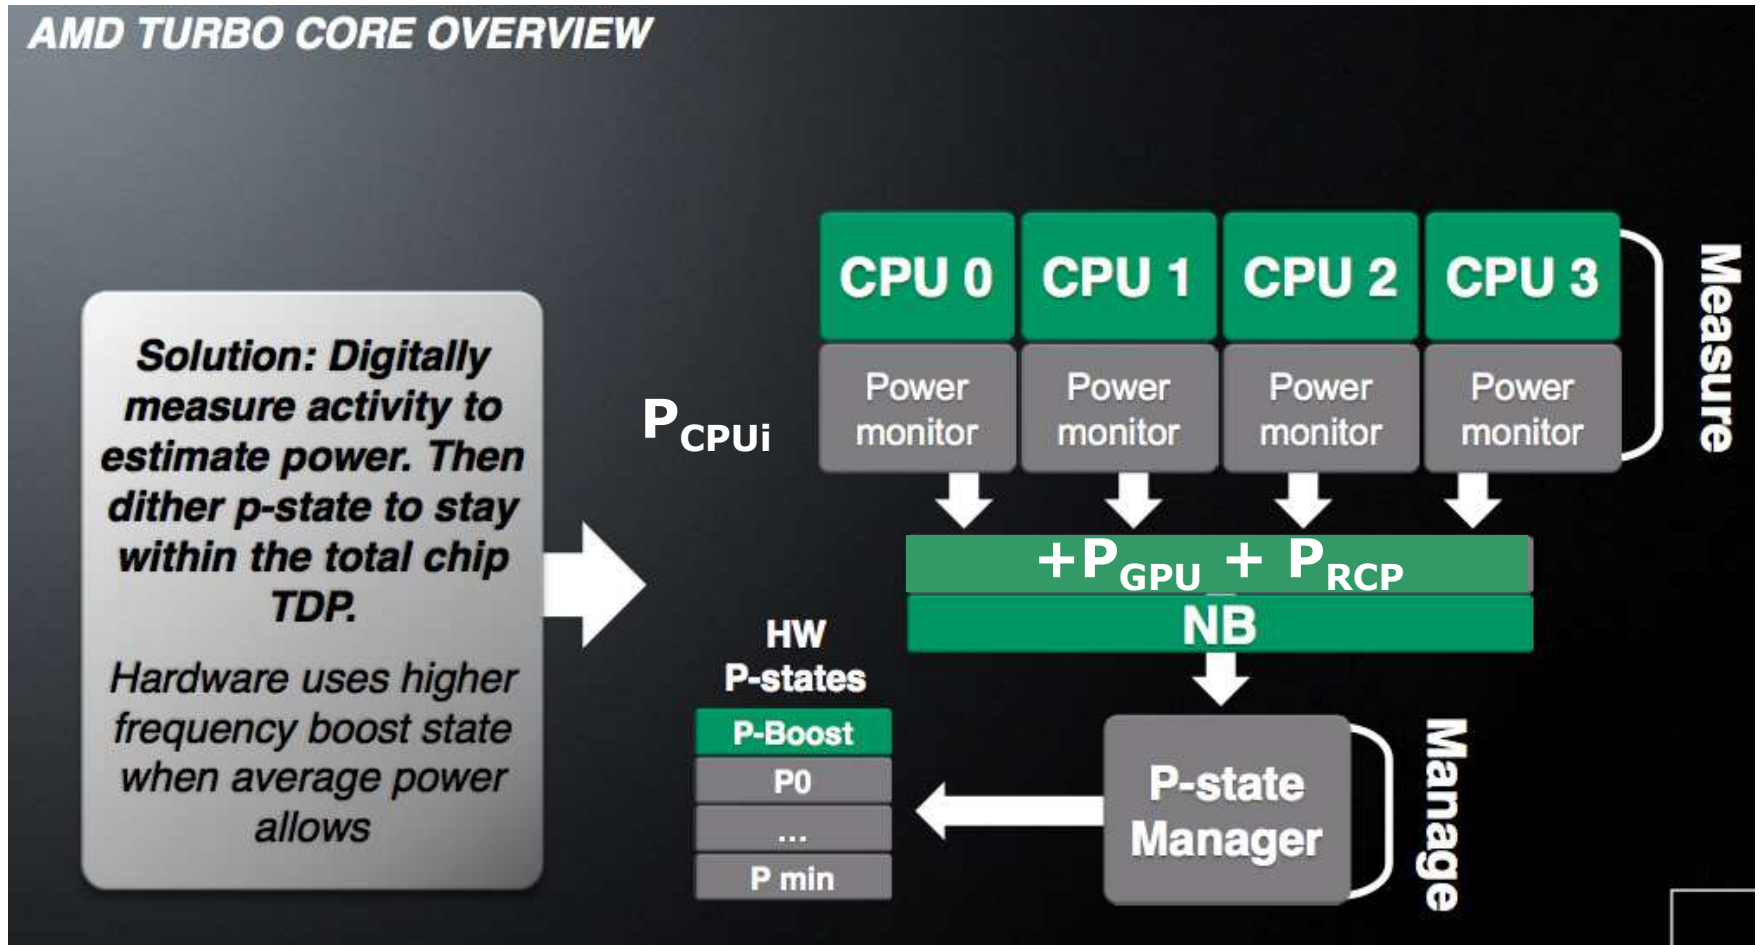 AMD TURBO CORE OVERVIEW
Solution: Digitally
measure activity to
estimate power. Then
dither p-state to stay
within the total chip
TDP.
Hardware uses higher
frequency boost state
when average power
allows
CPU 0 CPU 1 CPU 2 CPU 3
Measure
P_CPUi
Power monitor Power monitor Power monitor Power monitor
+P_GPU + P_RCP
NB
HW
P-states
P-Boost
P0
...
P min
P-state
Manager
Manage